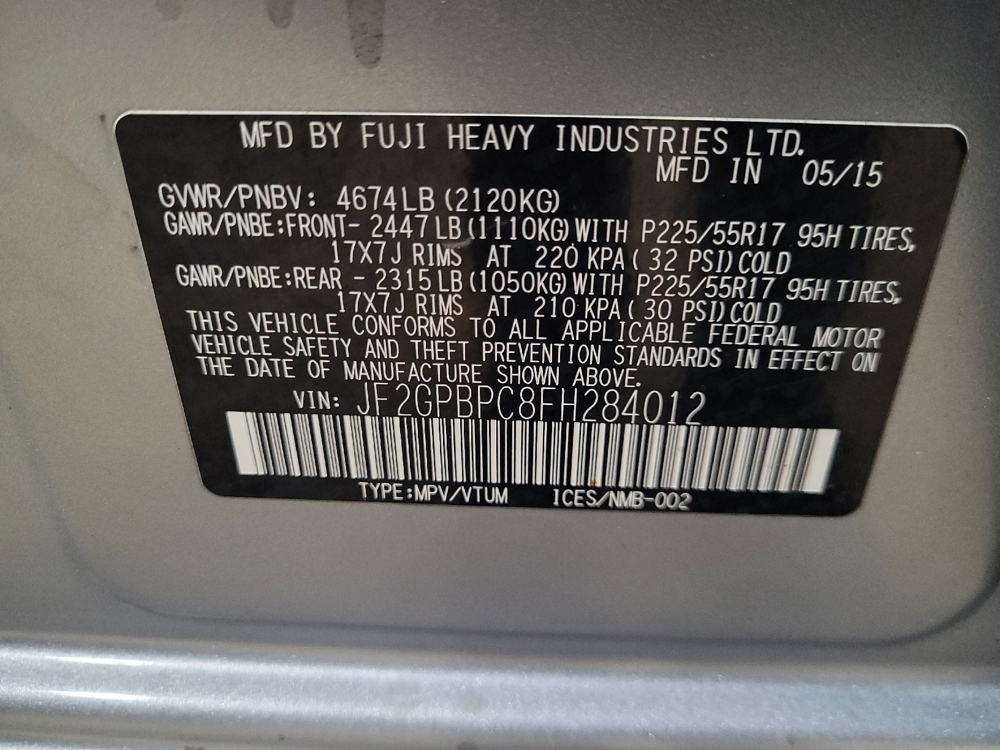 MFD BY FUJI HEAVY INDUSTRIES LTD.
MFD IN 05/15
GVWR/PNBV: 4674LB (2120KG)
GAWR/PNBE:FRONT- 2447LB (1110KG) WITH P225/55R17 95H TIRES,
17X7J RIMS AT 220 KPA ( 32 PSI) COLD
GAWR/PNBE:REAR - 2315LB (1050KG) WITH P225/55R17 95H TIRES,
17X7J RIMS AT 210 KPA ( 30 PSI) COLD
THIS VEHICLE CONFORMS TO ALL APPLICABLE FEDERAL MOTOR
VEHICLE SAFETY AND THEFT PREVENTION STANDARDS IN EFFECT ON
THE DATE OF MANUFACTURE SHOWN ABOVE.
VIN: JF2GPBPC8FH284012
TYPE:MPV/VTUM ICES/NMB-002